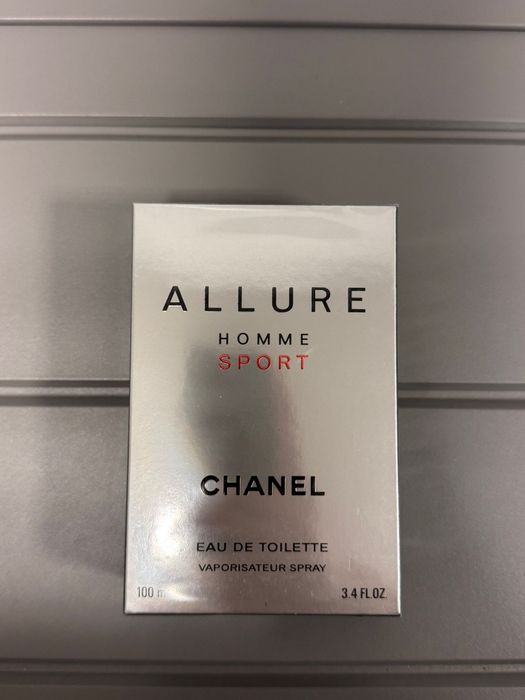 ALLURE
HOMME
SPORT
CHANEL
EAU DE TOILETTE
VAPORISATEUR SPRAY
100 m 3.4 FL.OZ.